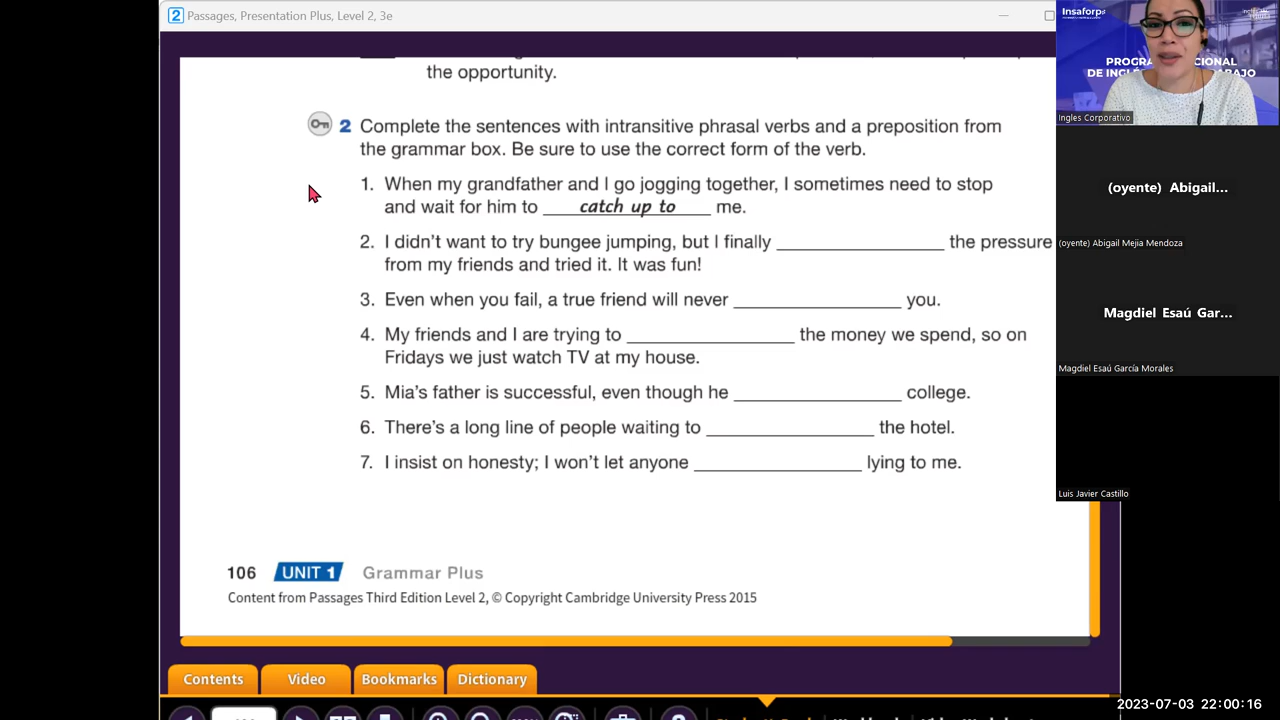 Passages, Presentation Plus, Level 2, 3e
the opportunity.
2 Complete the sentences with intransitive phrasal verbs and a preposition from
the grammar box. Be sure to use the correct form of the verb.
1. When my grandfather and I go jogging together, I sometimes need to stop
and wait for him to catch up to me.
2. I didn't want to try bungee jumping, but I finally ________________ the pressure
from my friends and tried it. It was fun!
3. Even when you fail, a true friend will never ________________ you.
4. My friends and I are trying to ________________ the money we spend, so on
Fridays we just watch TV at my house.
5. Mia's father is successful, even though he ________________ college.
6. There's a long line of people waiting to ________________ the hotel.
7. I insist on honesty; I won't let anyone ________________ lying to me.
106 UNIT 1 Grammar Plus
Content from Passages Third Edition Level 2, © Copyright Cambridge University Press 2015
Contents
Video
Bookmarks
Dictionary
Insaforp
Ingles Corporativo
(oyente) Abigail...
(oyente) Abigail Mejia Mendoza
Magdiel Esaú Gar...
Magdiel Esaú García Morales
Luis Javier Castillo
2023-07-03 22:00:16